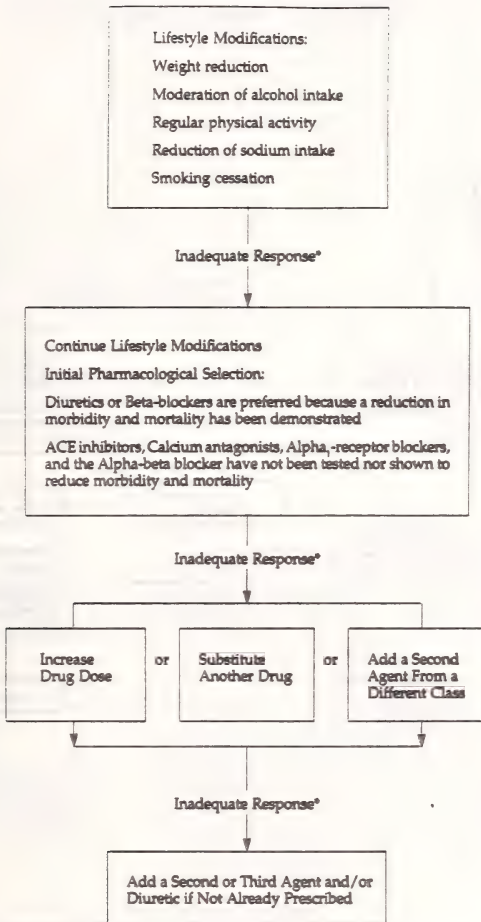 Lifestyle Modifications:
Weight reduction
Moderation of alcohol intake
Regular physical activity
Reduction of sodium intake
Smoking cessation
Inadequate Response*
Continue Lifestyle Modifications
Initial Pharmacological Selection:
Diuretics or Beta-blockers are preferred because a reduction in
morbidity and mortality has been demonstrated
ACE inhibitors, Calcium antagonists, Alpha₁-receptor blockers,
and the Alpha-beta blocker have not been tested nor shown to
reduce morbidity and mortality
Inadequate Response*
Increase
Drug Dose
or
Substitute
Another Drug
or
Add a Second
Agent From a
Different Class
Inadequate Response*
Add a Second or Third Agent and/or
Diuretic if Not Already Prescribed